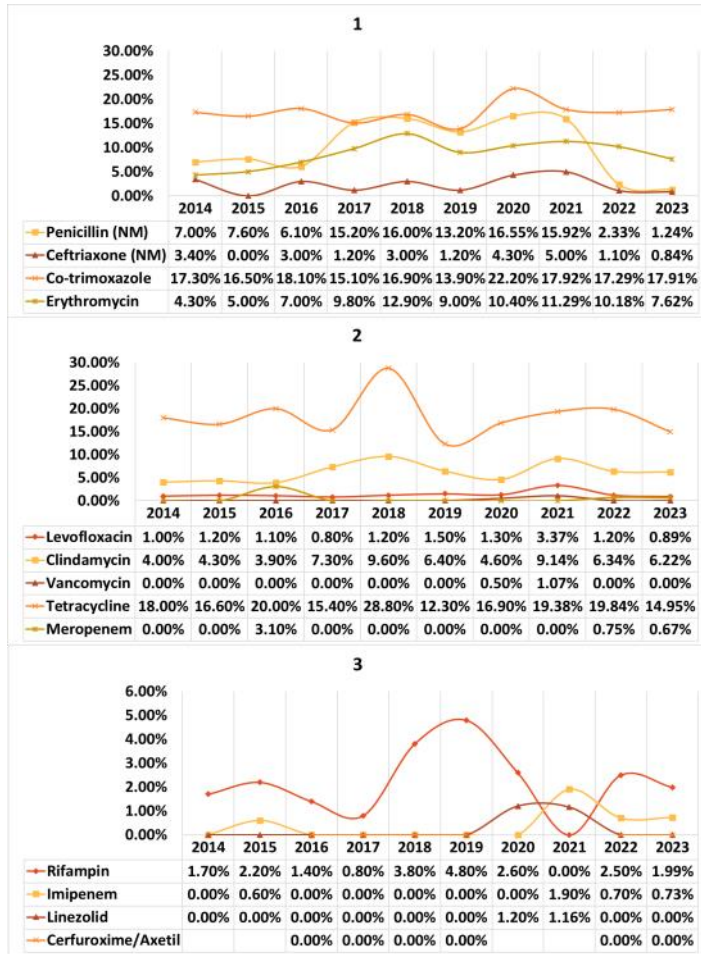 1
30.00%
25.00%
20.00%
15.00%
10.00%
5.00%
0.00%
2014 2015 2016 2017 2018 2019 2020 2021 2022 2023
Penicillin (NM) 7.00% 7.60% 6.10% 15.20% 16.00% 13.20% 16.55% 15.92% 2.33% 1.24%
Ceftriaxone (NM) 3.40% 0.00% 3.00% 1.20% 3.00% 1.20% 4.30% 5.00% 1.10% 0.84%
Co-trimoxazole 17.30% 16.50% 18.10% 15.10% 16.90% 13.90% 22.20% 17.92% 17.29% 17.91%
Erythromycin 4.30% 5.00% 7.00% 9.80% 12.90% 9.00% 10.40% 11.29% 10.18% 7.62%
2
30.00%
25.00%
20.00%
15.00%
10.00%
5.00%
0.00%
2014 2015 2016 2017 2018 2019 2020 2021 2022 2023
Levofloxacin 1.00% 1.20% 1.10% 0.80% 1.20% 1.50% 1.30% 3.37% 1.20% 0.89%
Clindamycin 4.00% 4.30% 3.90% 7.30% 9.60% 6.40% 4.60% 9.14% 6.34% 6.22%
Vancomycin 0.00% 0.00% 0.00% 0.00% 0.00% 0.00% 0.50% 1.07% 0.00% 0.00%
Tetracycline 18.00% 16.60% 20.00% 15.40% 28.80% 12.30% 16.90% 19.38% 19.84% 14.95%
Meropenem 0.00% 0.00% 3.10% 0.00% 0.00% 0.00% 0.00% 0.00% 0.75% 0.67%
3
6.00%
5.00%
4.00%
3.00%
2.00%
1.00%
0.00%
2014 2015 2016 2017 2018 2019 2020 2021 2022 2023
Rifampin 1.70% 2.20% 1.40% 0.80% 3.80% 4.80% 2.60% 0.00% 2.50% 1.99%
Imipenem 0.00% 0.60% 0.00% 0.00% 0.00% 0.00% 0.00% 1.90% 0.70% 0.73%
Linezolid 0.00% 0.00% 0.00% 0.00% 0.00% 0.00% 1.20% 1.16% 0.00% 0.00%
Cerfuroxime/Axetil 0.00% 0.00% 0.00% 0.00% 0.00% 0.00%